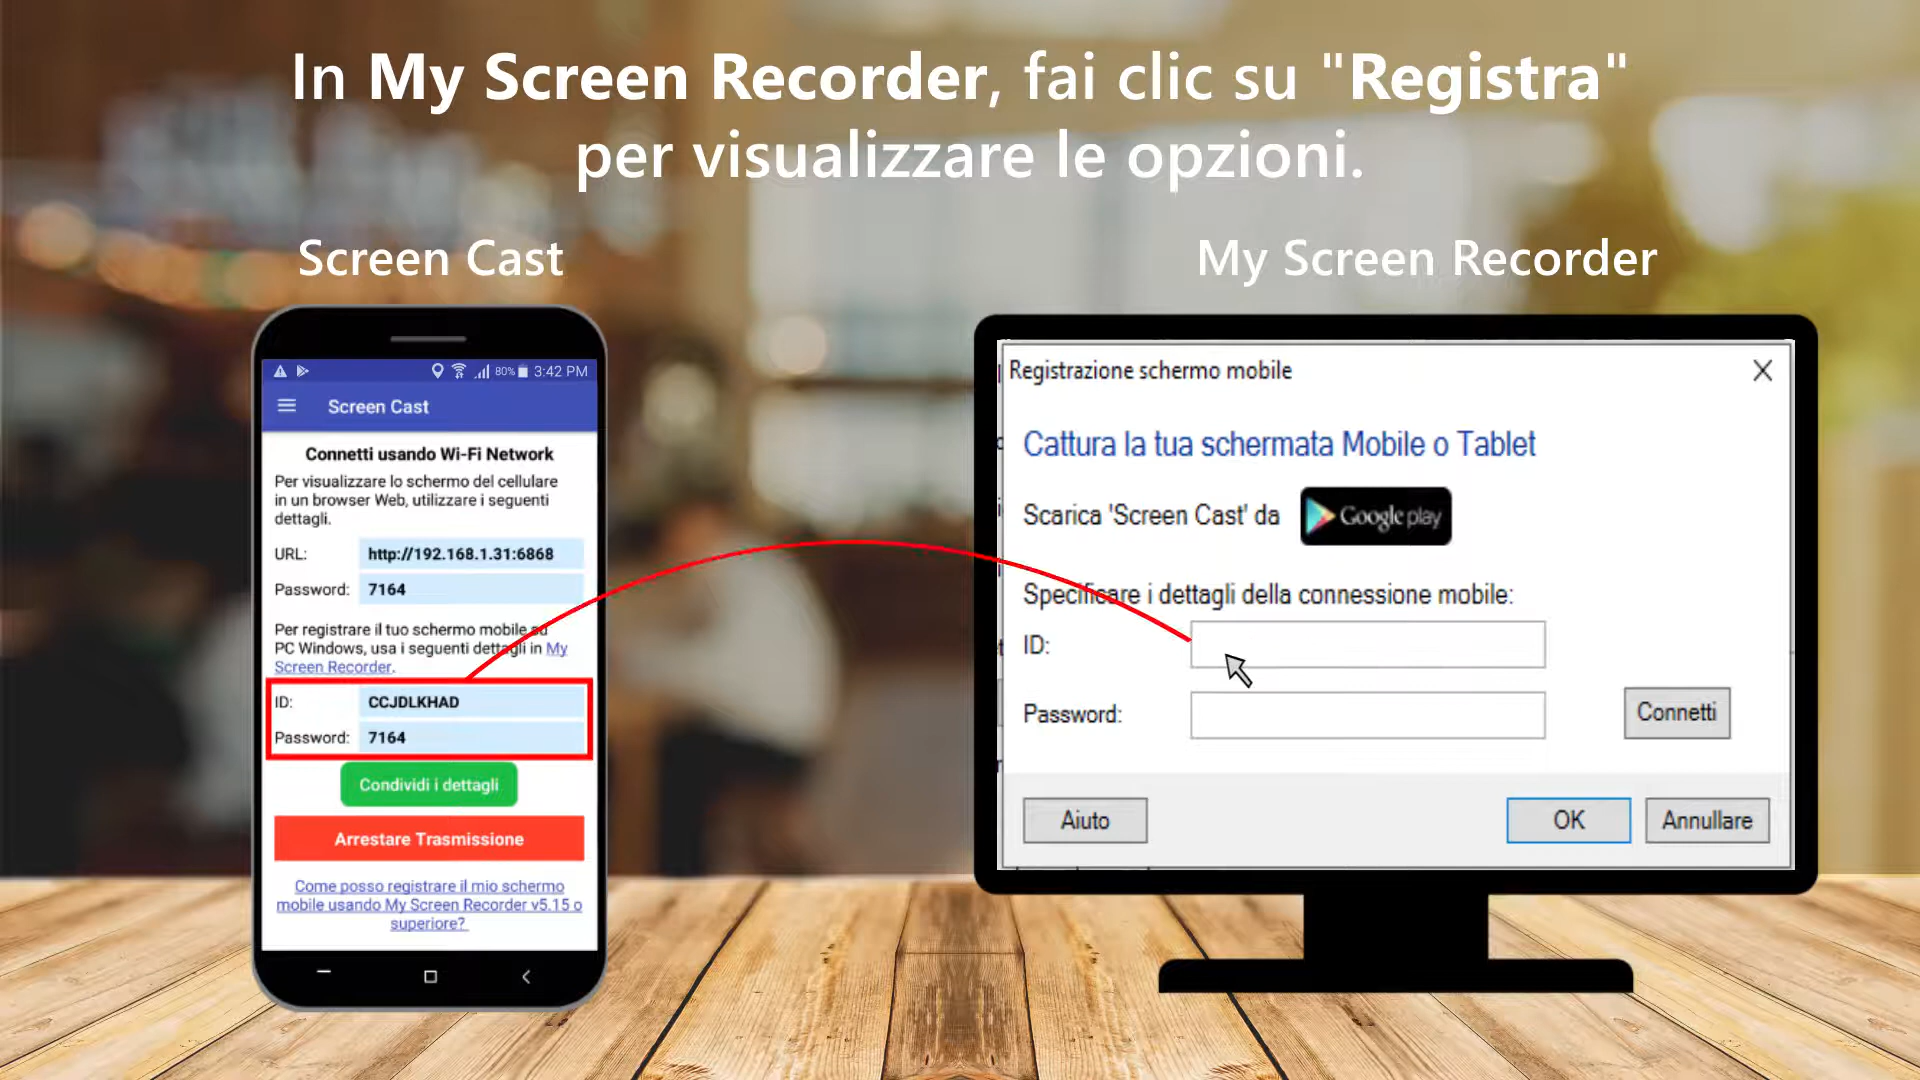 In My Screen Recorder, fai clic su "Registra"
per visualizzare le opzioni.
Screen Cast
My Screen Recorder
80% 3:42 PM
Screen Cast
Connetti usando Wi-Fi Network
Per visualizzare lo schermo del cellulare
in un browser Web, utilizzare i seguenti
dettagli.
URL: http://192.168.1.31:6868
Password: 7164
Per registrare il tuo schermo mobile su
PC Windows, usa i seguenti dettagli in My
Screen Recorder.
ID: CCJDLKHAD
Password: 7164
Condividi i dettagli
Arrestare Trasmissione
Come posso registrare il mio schermo
mobile usando My Screen Recorder v5.15 o
superiore?
Registrazione schermo mobile
Cattura la tua schermata Mobile o Tablet
Scarica 'Screen Cast' da Google play
Specificare i dettagli della connessione mobile:
ID:
Password:
Connetti
Aiuto OK Annullare